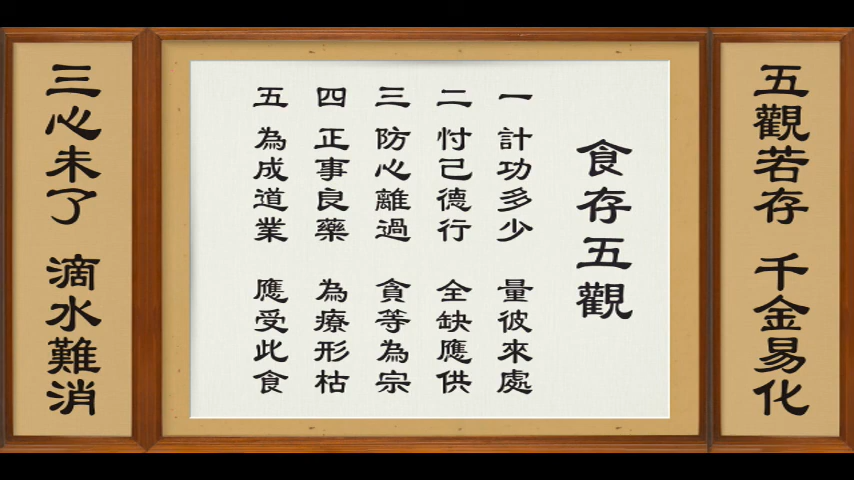 五觀若存 千金易化
食存五觀
一 計功多少 量彼來處
二 忖己德行 全缺應供
三 防心離過 貪等為宗
四 正事良藥 為療形枯
五 為成道業 應受此食
三心未了 滴水難消